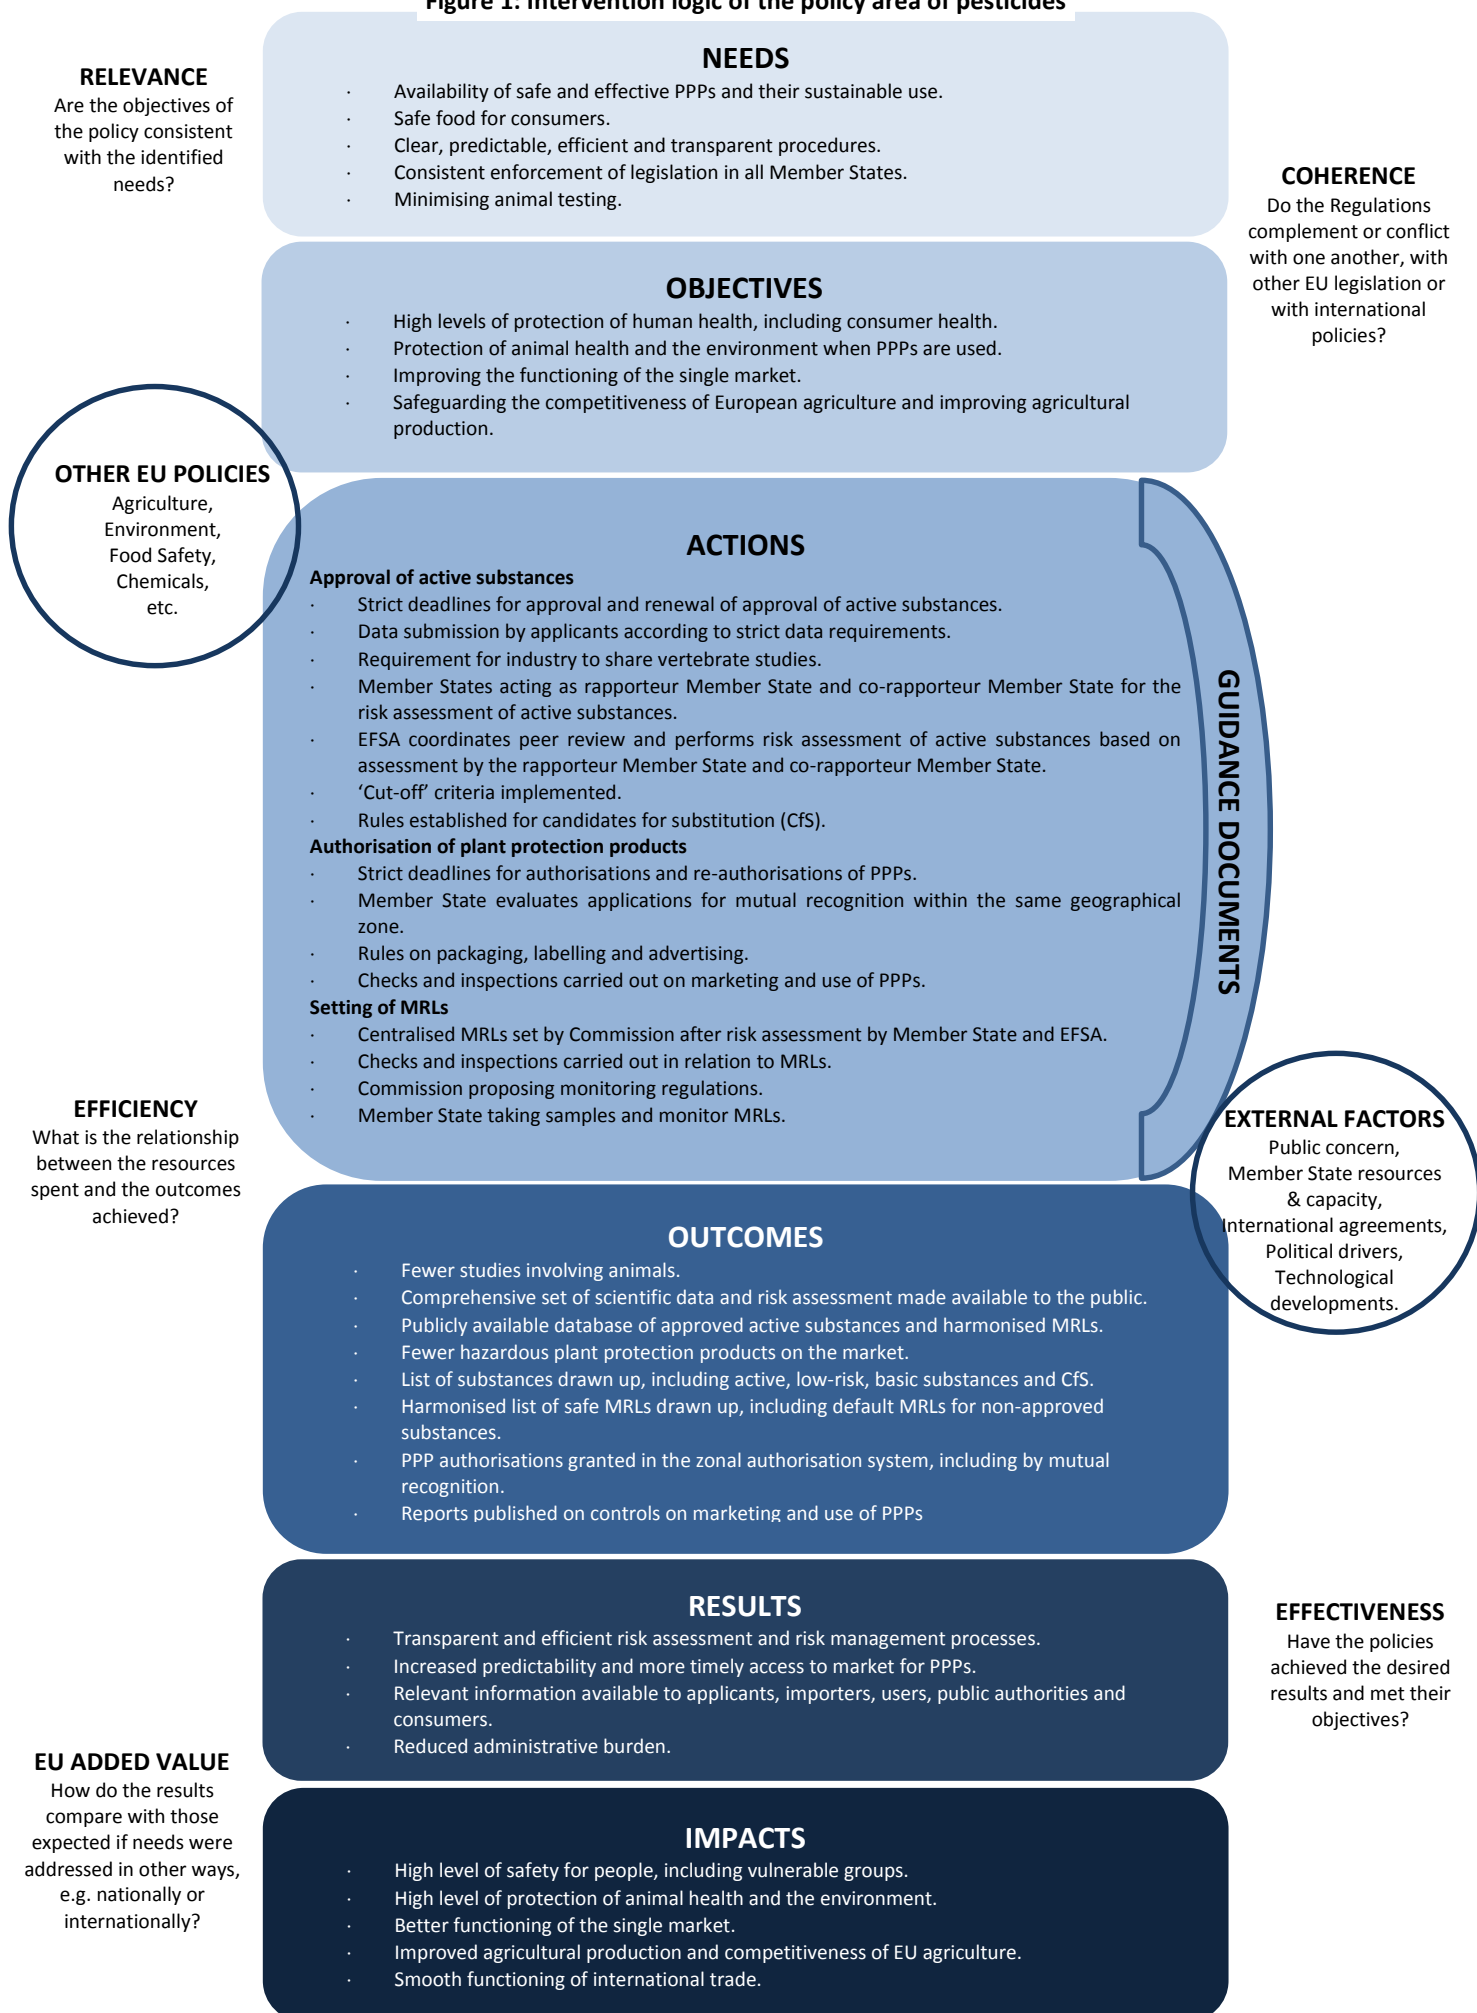 Figure 1: Intervention logic of the policy area of pesticides
NEEDS
· Availability of safe and effective PPPs and their sustainable use.
· Safe food for consumers.
· Clear, predictable, efficient and transparent procedures.
· Consistent enforcement of legislation in all Member States.
· Minimising animal testing.
RELEVANCE
Are the objectives of
the policy consistent
with the identified
needs?
COHERENCE
Do the Regulations
complement or conflict
with one another, with
other EU legislation or
with international
policies?
OBJECTIVES
· High levels of protection of human health, including consumer health.
· Protection of animal health and the environment when PPPs are used.
· Improving the functioning of the single market.
· Safeguarding the competitiveness of European agriculture and improving agricultural
production.
OTHER EU POLICIES
Agriculture,
Environment,
Food Safety,
Chemicals,
etc.
ACTIONS
Approval of active substances
· Strict deadlines for approval and renewal of approval of active substances.
· Data submission by applicants according to strict data requirements.
· Requirement for industry to share vertebrate studies.
· Member States acting as rapporteur Member State and co-rapporteur Member State for the
risk assessment of active substances.
· EFSA coordinates peer review and performs risk assessment of active substances based on
assessment by the rapporteur Member State and co-rapporteur Member State.
· ‘Cut-off’ criteria implemented.
· Rules established for candidates for substitution (CfS).
Authorisation of plant protection products
· Strict deadlines for authorisations and re-authorisations of PPPs.
· Member State evaluates applications for mutual recognition within the same geographical
zone.
· Rules on packaging, labelling and advertising.
· Checks and inspections carried out on marketing and use of PPPs.
Setting of MRLs
· Centralised MRLs set by Commission after risk assessment by Member State and EFSA.
· Checks and inspections carried out in relation to MRLs.
· Commission proposing monitoring regulations.
· Member State taking samples and monitor MRLs.
GUIDANCE DOCUMENTS
EFFICIENCY
What is the relationship
between the resources
spent and the outcomes
achieved?
EXTERNAL FACTORS
Public concern,
Member State resources
& capacity,
International agreements,
Political drivers,
Technological
developments.
OUTCOMES
· Fewer studies involving animals.
· Comprehensive set of scientific data and risk assessment made available to the public.
· Publicly available database of approved active substances and harmonised MRLs.
· Fewer hazardous plant protection products on the market.
· List of substances drawn up, including active, low-risk, basic substances and CfS.
· Harmonised list of safe MRLs drawn up, including default MRLs for non-approved
substances.
· PPP authorisations granted in the zonal authorisation system, including by mutual
recognition.
· Reports published on controls on marketing and use of PPPs
RESULTS
· Transparent and efficient risk assessment and risk management processes.
· Increased predictability and more timely access to market for PPPs.
· Relevant information available to applicants, importers, users, public authorities and
consumers.
· Reduced administrative burden.
EFFECTIVENESS
Have the policies
achieved the desired
results and met their
objectives?
EU ADDED VALUE
How do the results
compare with those
expected if needs were
addressed in other ways,
e.g. nationally or
internationally?
IMPACTS
· High level of safety for people, including vulnerable groups.
· High level of protection of animal health and the environment.
· Better functioning of the single market.
· Improved agricultural production and competitiveness of EU agriculture.
· Smooth functioning of international trade.